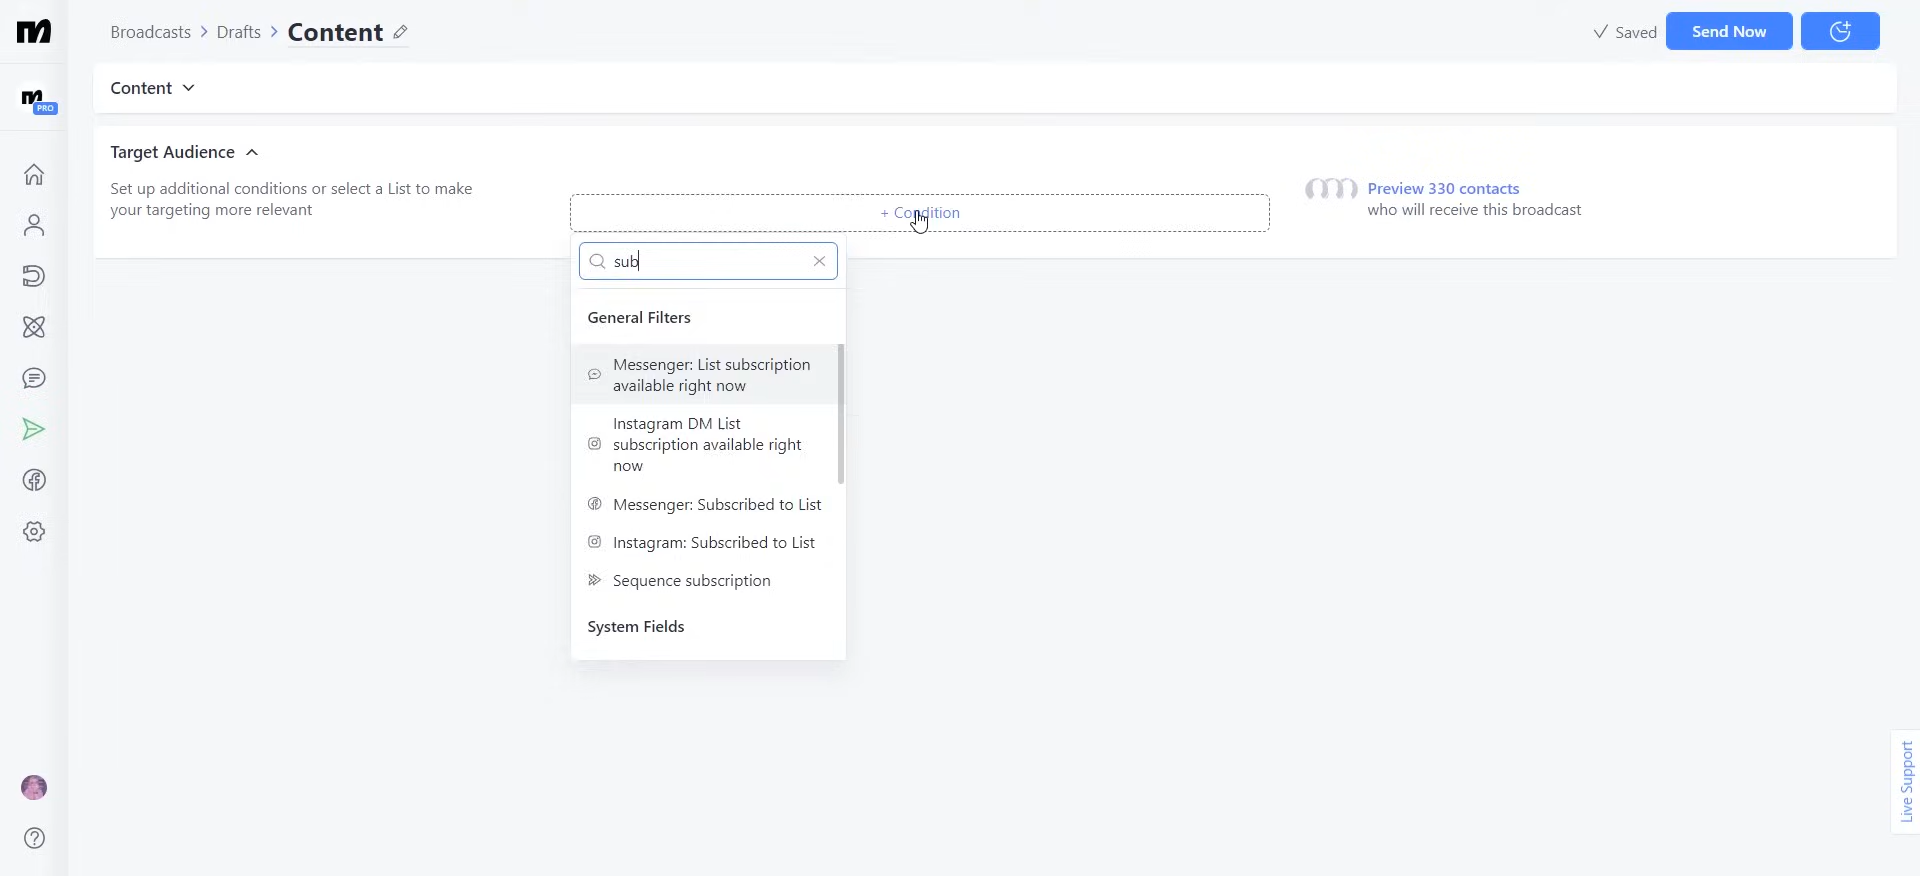 Broadcasts > Drafts > Content
Saved
Send Now
PRO
Content
Target Audience
Set up additional conditions or select a List to make
your targeting more relevant
+ Condition
Preview 330 contacts
who will receive this broadcast
sub
General Filters
Messenger: List subscription
available right now
Instagram DM List
subscription available right
now
Messenger: Subscribed to List
Instagram: Subscribed to List
Sequence subscription
System Fields
Live Support